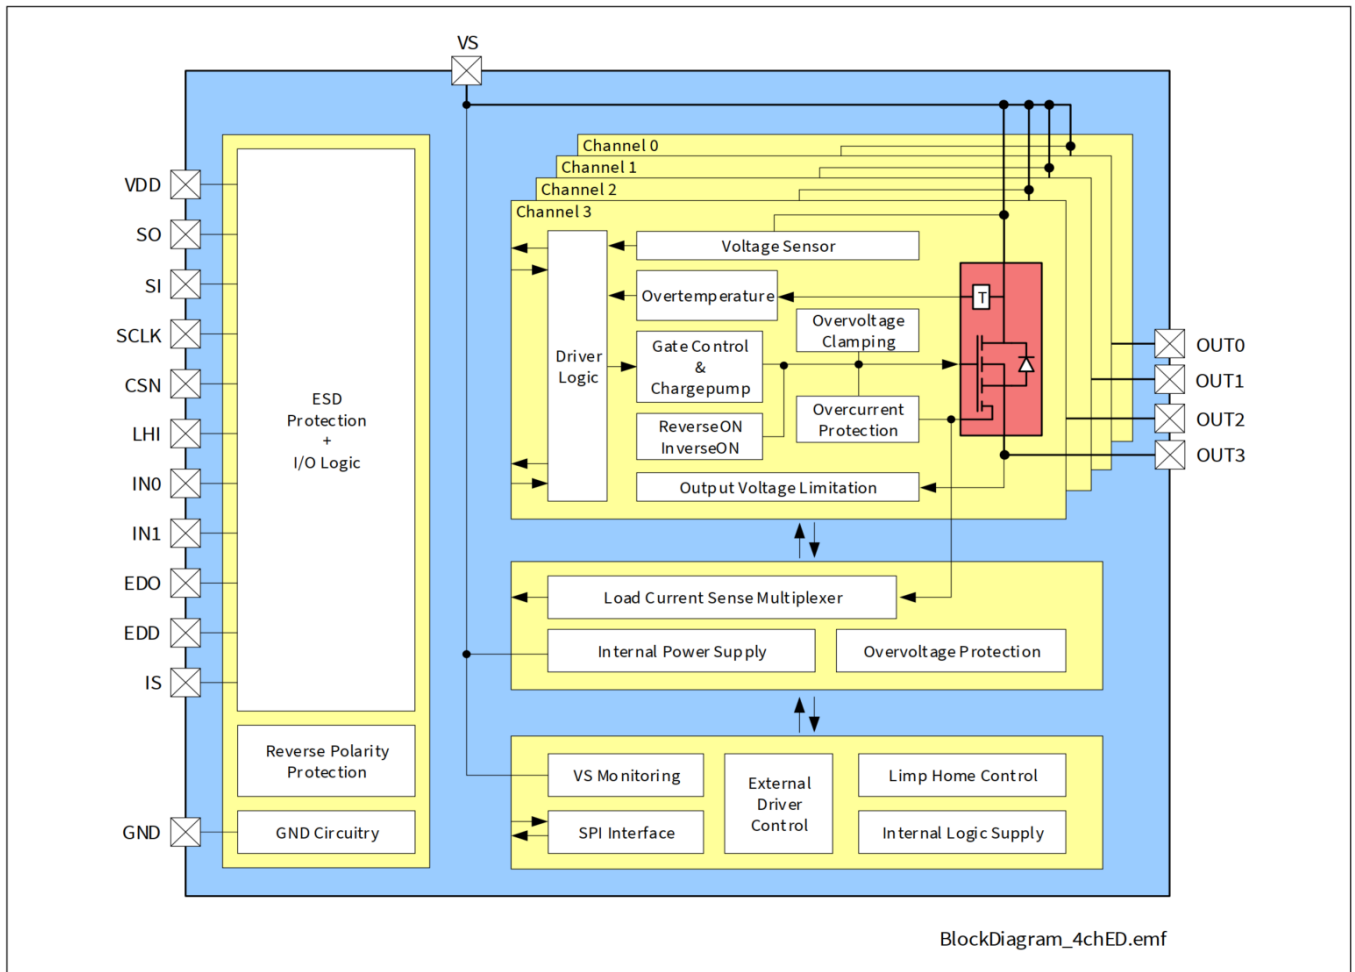 VS
VDD
SO
SI
SCLK
CSN
LHI
IN0
IN1
EDO
EDD
IS
GND
ESD
Protection
+
I/O Logic
Reverse Polarity
Protection
GND Circuitry
Channel 0
Channel 1
Channel 2
Channel 3
Driver
Logic
Voltage Sensor
Overtemperature
T
Gate Control
&
Chargepump
Overvoltage
Clamping
ReverseON
InverseON
Overcurrent
Protection
Output Voltage Limitation
OUT0
OUT1
OUT2
OUT3
Load Current Sense Multiplexer
Internal Power Supply
Overvoltage Protection
VS Monitoring
SPI Interface
External
Driver
Control
Limp Home Control
Internal Logic Supply
BlockDiagram_4chED.emf